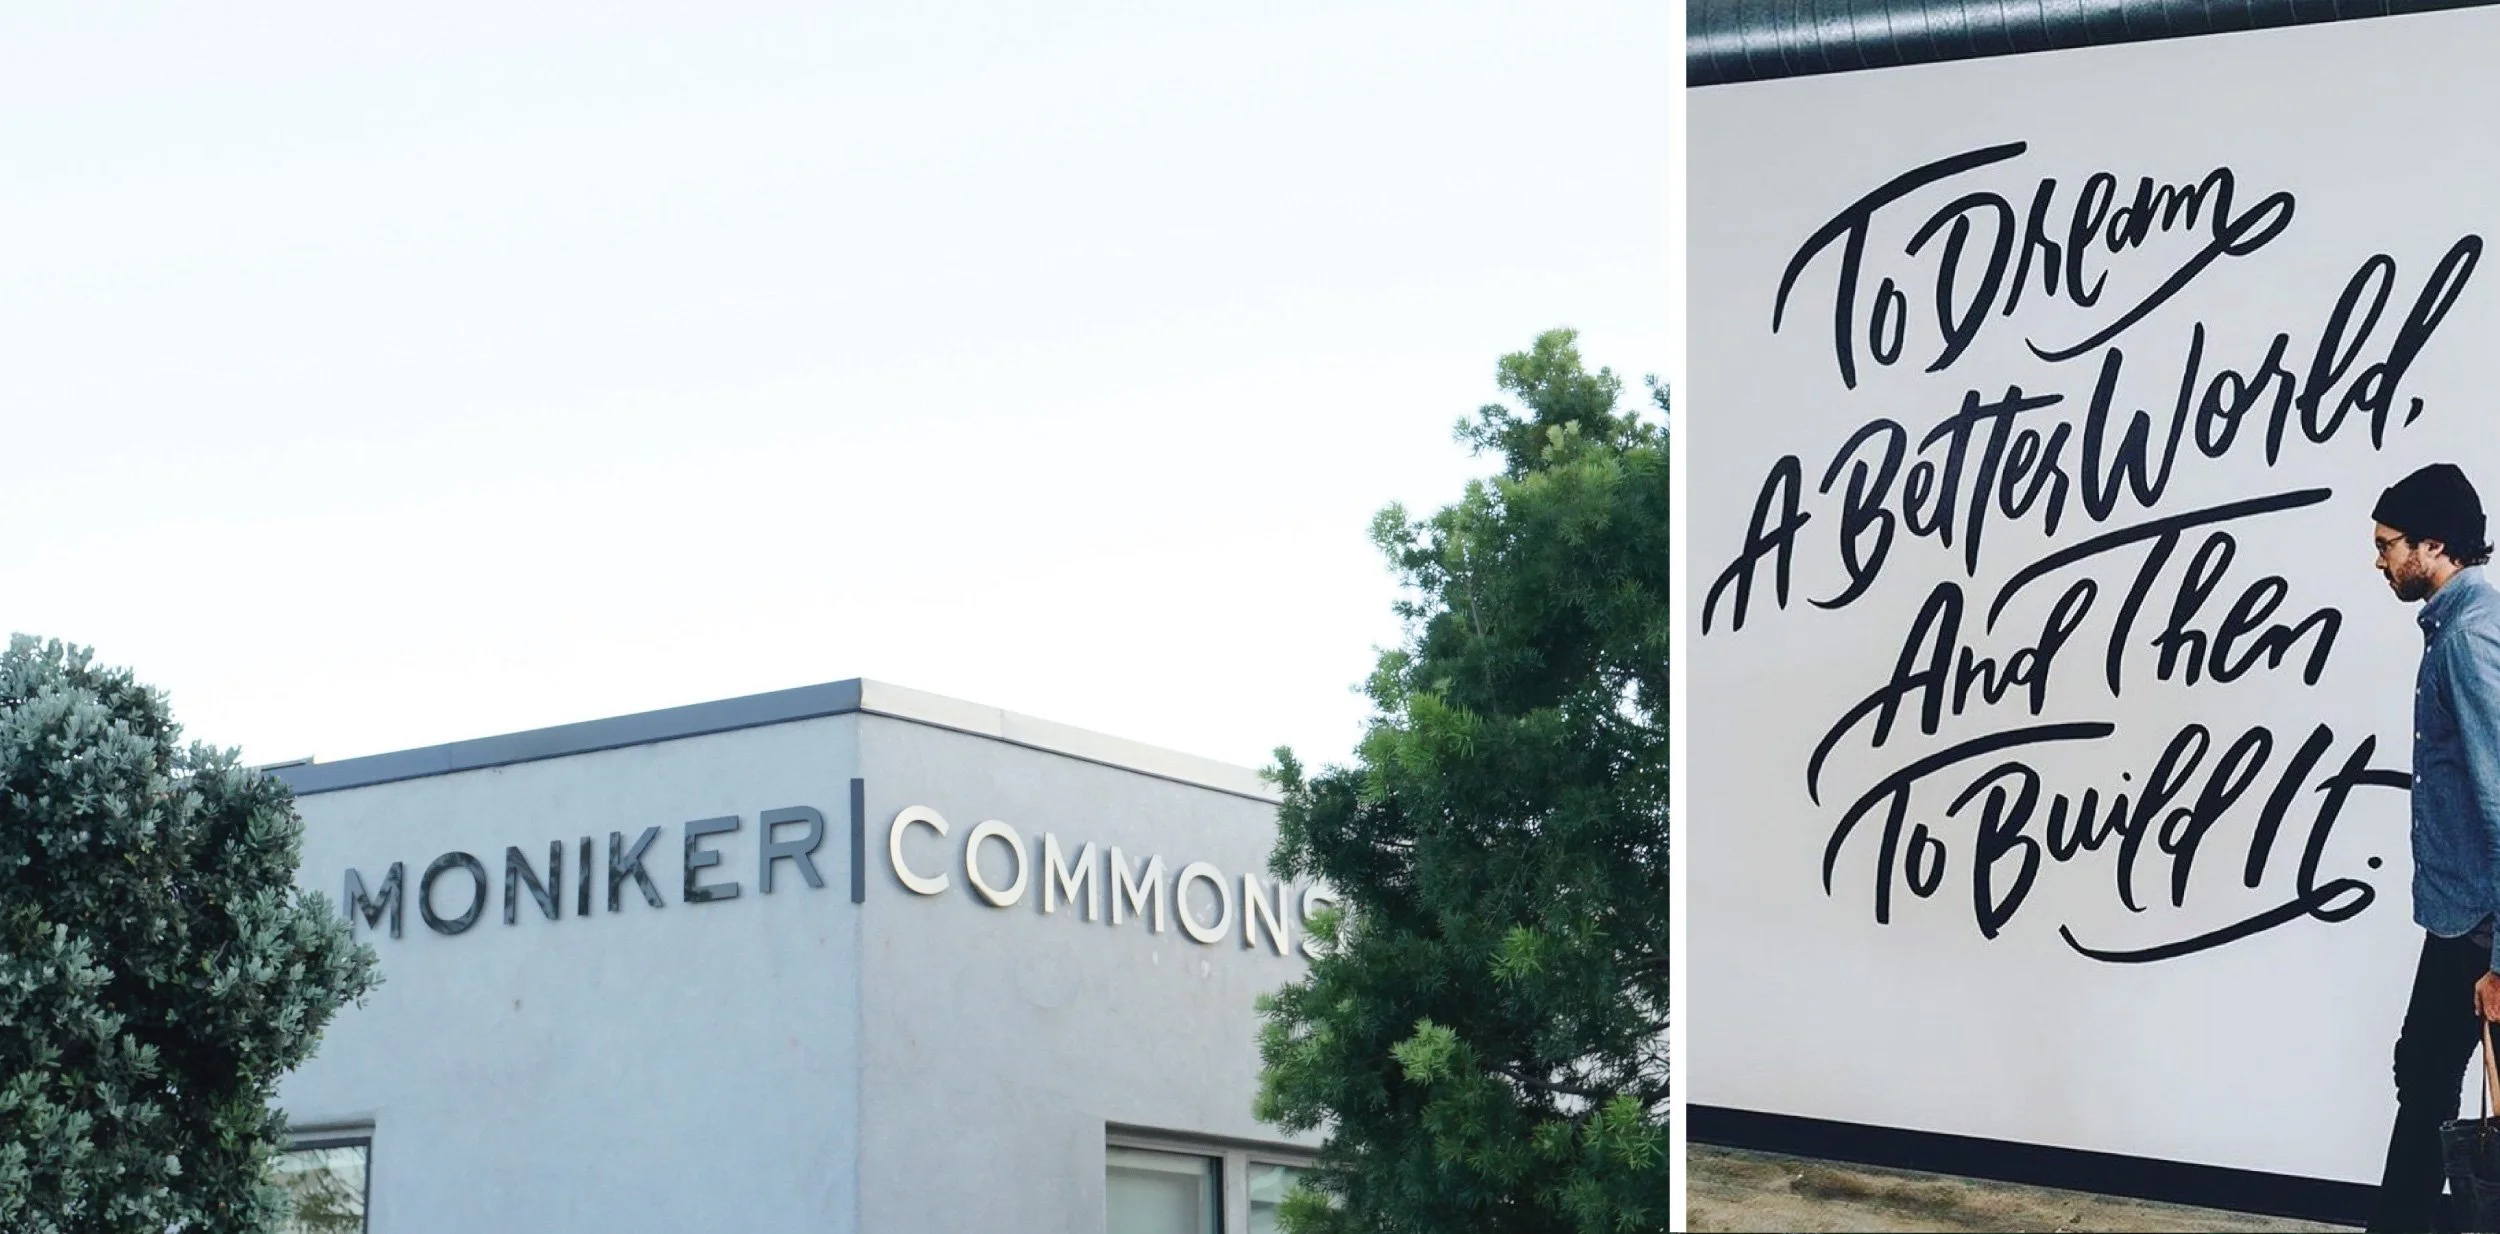 MONIKER | COMMONS
To Dream
A Better World,
And Then
To Build It.